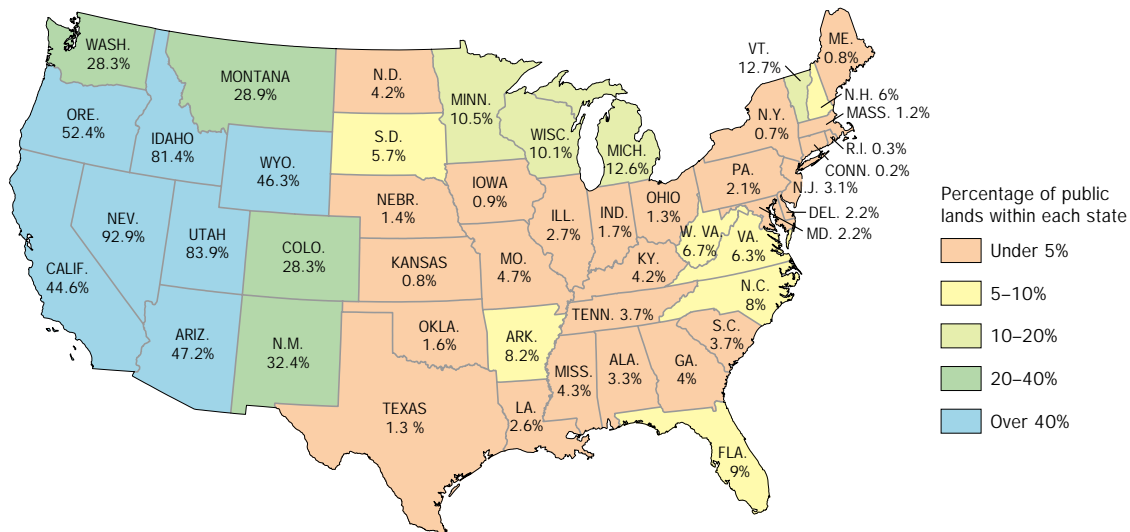 WASH.
28.3%
MONTANA
28.9%
N.D.
4.2%
MINN.
10.5%
VT.
12.7%
ME.
0.8%
N.H. 6%
MASS. 1.2%
ORE.
52.4%
IDAHO
81.4%
WYO.
46.3%
S.D.
5.7%
WISC.
10.1%
MICH.
12.6%
N.Y.
0.7%
R.I. 0.3%
CONN. 0.2%
N.J. 3.1%
DEL. 2.2%
MD. 2.2%
NEBR.
1.4%
IOWA
0.9%
ILL.
2.7%
IND.
1.7%
OHIO
1.3%
PA.
2.1%
CALIF.
44.6%
NEV.
92.9%
UTAH
83.9%
COLO.
28.3%
KANSAS
0.8%
MO.
4.7%
KY.
4.2%
W. VA.
6.7%
VA.
6.3%
ARIZ.
47.2%
N.M.
32.4%
OKLA.
1.6%
ARK.
8.2%
TENN. 3.7%
N.C.
8%
S.C.
3.7%
TEXAS
1.3 %
LA.
2.6%
MISS.
4.3%
ALA.
3.3%
GA.
4%
FLA.
9%
Percentage of public
lands within each state
Under 5%
5–10%
10–20%
20–40%
Over 40%